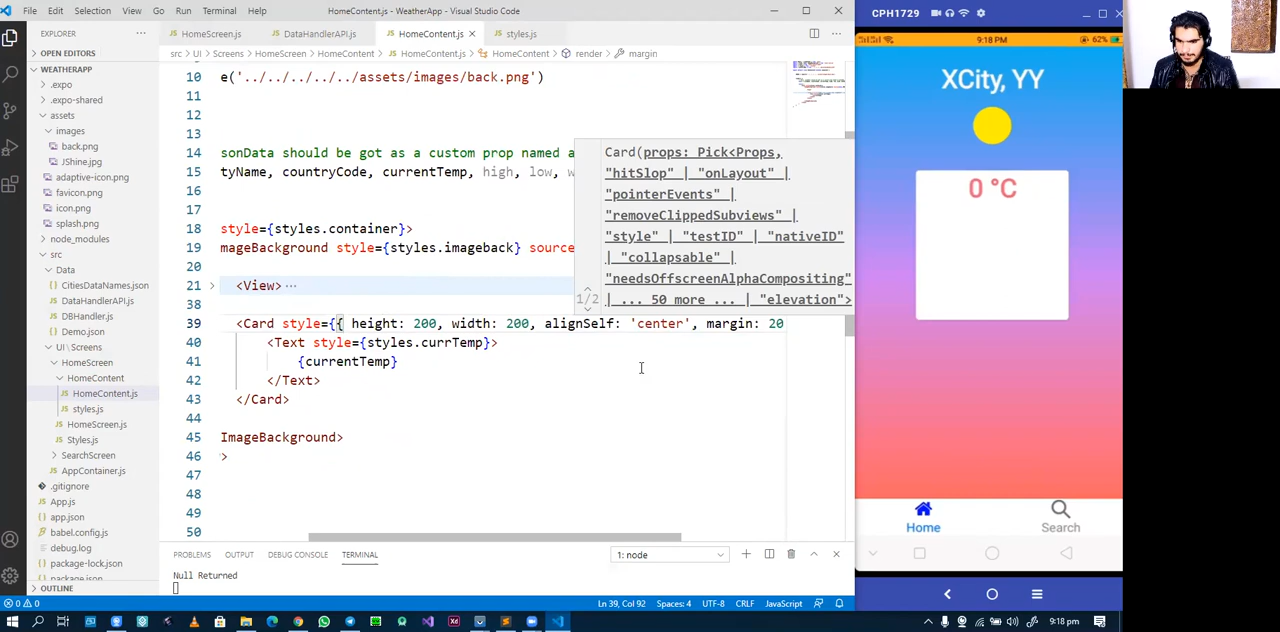 File Edit Selection View Go Run Terminal Help
HomeContent.js - WeatherApp - Visual Studio Code
EXPLORER
OPEN EDITORS
WEATHERAPP
.expo
.expo-shared
assets
images
back.png
JShine.jpg
adaptive-icon.png
favicon.png
icon.png
splash.png
node_modules
src
Data
CitiesDataNames.json
DataHandlerAPI.js
DBHandler.js
Demo.json
UI\Screens
HomeScreen
HomeContent
HomeContent.js
styles.js
HomeScreen.js
Styles.js
SearchScreen
AppContainer.js
.gitignore
App.js
app.json
babel.config.js
debug.log
package-lock.json
package.json
OUTLINE
HomeScreen.js DataHandlerAPI.js HomeContent.js styles.js
src > UI > Screens > HomeScreen > HomeContent > HomeContent.js > HomeContent > render > margin
10 e('../../../../../assets/images/back.png')
11
12
13
14 sonData should be got as a custom prop named a
15 tyName, countryCode, currentTemp, high, low, w
16
17
18 style={styles.container}>
19 mageBackground style={styles.imageback} source
20
21 <View> ...
38
39 <Card style={{ height: 200, width: 200, alignSelf: 'center', margin: 20
40 <Text style={styles.currTemp}>
41 {currentTemp}
42 </Text>
43 </Card>
44
45 ImageBackground>
46 >
47
48
49
50
Card(props: Pick<Props,
"hitSlop" | "onLayout" |
"pointerEvents" |
"removeClippedSubviews" |
"style" | "testID" | "nativeID"
| "collapsable" |
"needsOffscreenAlphaCompositing"
1/2 | ... 50 more ... | "elevation">
PROBLEMS OUTPUT DEBUG CONSOLE TERMINAL
1: node
Null Returned
0 0
Ln 39, Col 92 Spaces: 4 UTF-8 CRLF JavaScript
CPH1729
9:18 PM
62%
XCity, YY
0 °C
Home Search
9:18 pm